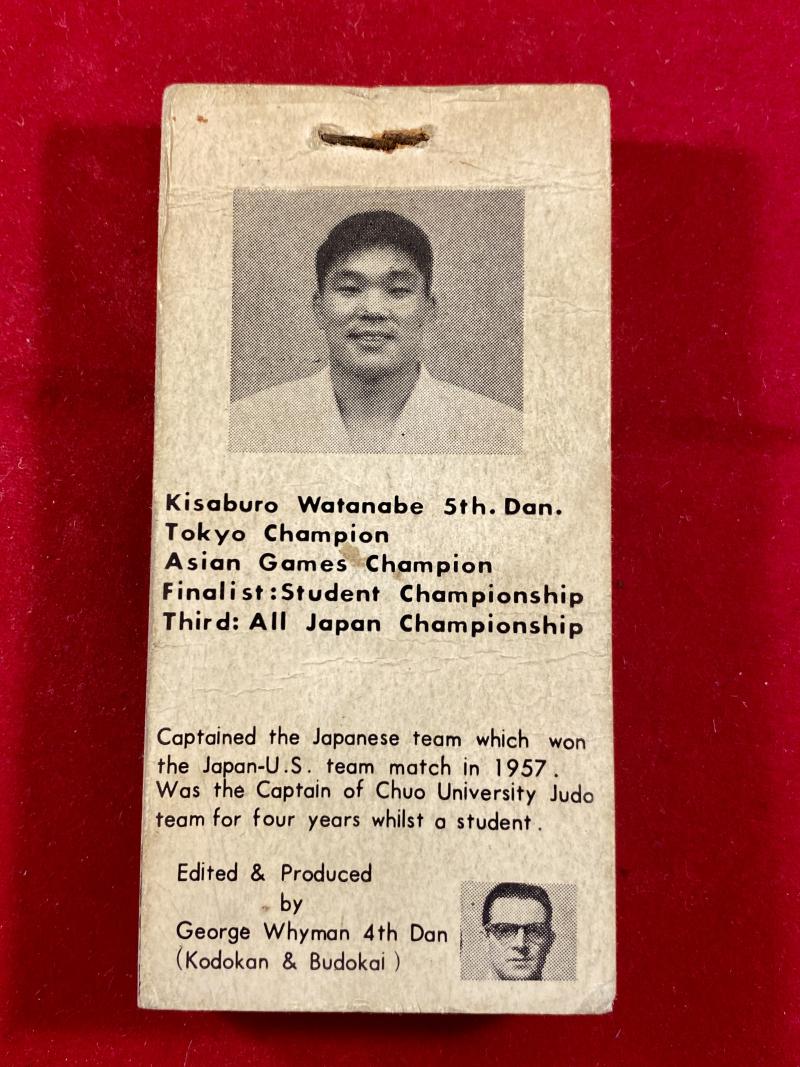 Kisaburo Watanabe 5th. Dan.
Tokyo Champion
Asian Games Champion
Finalist:Student Championship
Third: All Japan Championship
Captained the Japanese team which won
the Japan-U.S. team match in 1957.
Was the Captain of Chuo University Judo
team for four years whilst a student.
Edited & Produced
by
George Whyman 4th Dan
(Kodokan & Budokai )